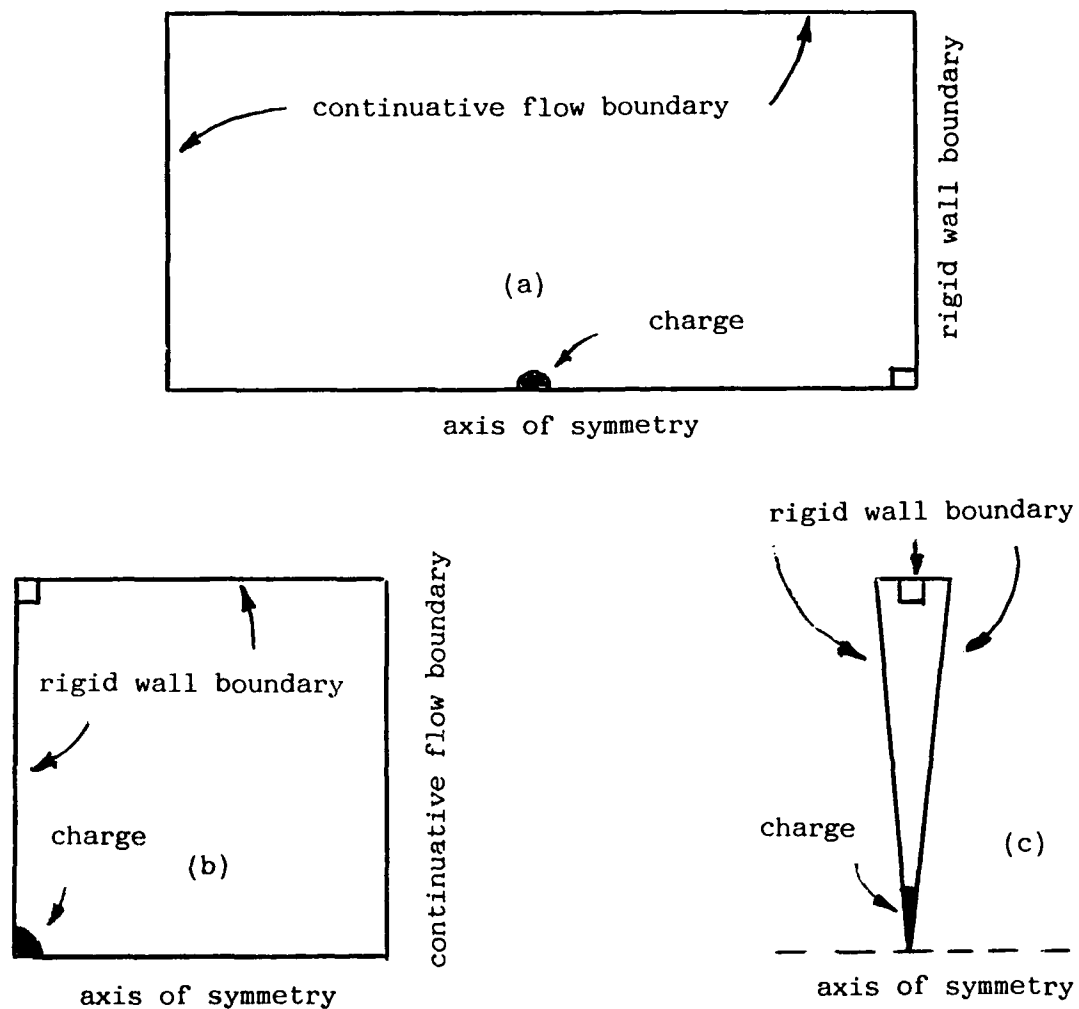 continuative flow boundary
rigid wall boundary
(a)
charge
axis of symmetry
rigid wall boundary
continuative flow boundary
rigid wall boundary
charge
(b)
axis of symmetry
charge
(c)
axis of symmetry